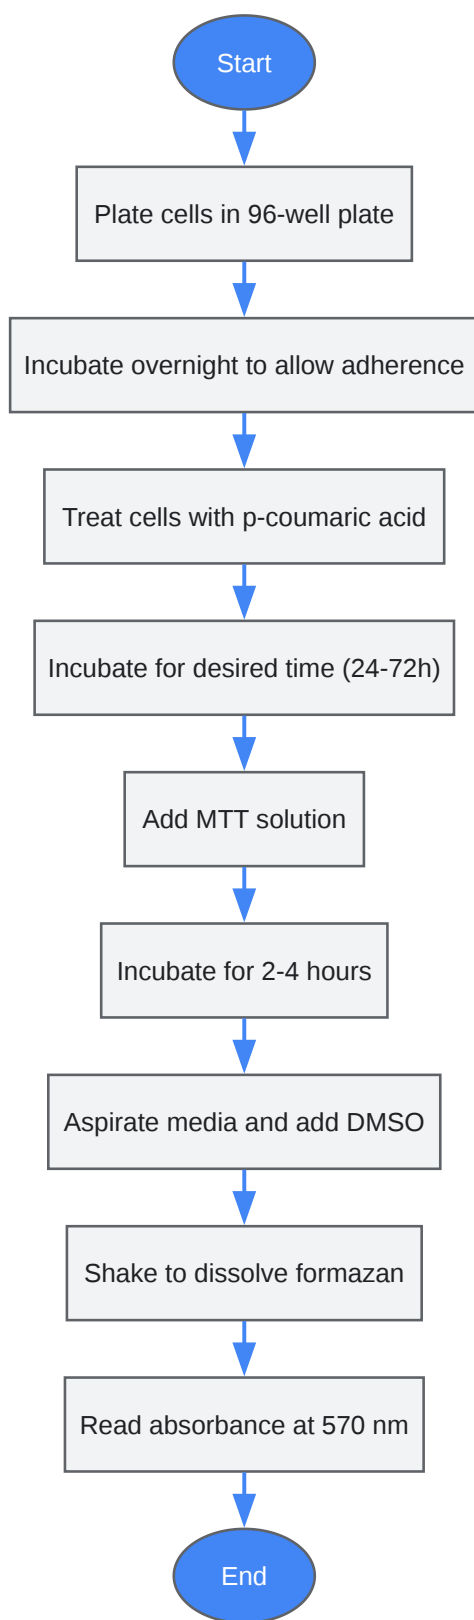 Start
Plate cells in 96-well plate
Incubate overnight to allow adherence
Treat cells with p-coumaric acid
Incubate for desired time (24-72h)
Add MTT solution
Incubate for 2-4 hours
Aspirate media and add DMSO
Shake to dissolve formazan
Read absorbance at 570 nm
End